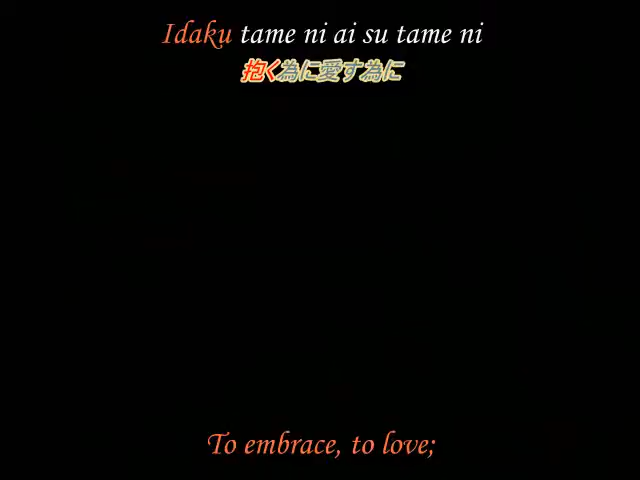 Idaku tame ni ai su tame ni
抱く為に愛す為に
To embrace, to love;